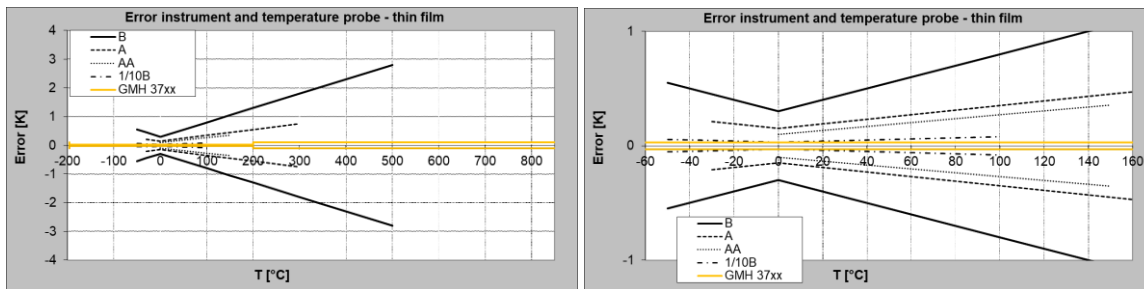 Error instrument and temperature probe - thin film
4
3
2
1
0
-1
-2
-3
-4
Error [K]
B
A
AA
1/10B
GMH 37xx
-200 -100 0 100 200 300 400 500 600 700 800
T [°C]
Error instrument and temperature probe - thin film
1
0
-1
Error [K]
-60 -40 -20 0 20 40 60 80 100 120 140 160
B
A
AA
1/10B
GMH 37xx
T [°C]